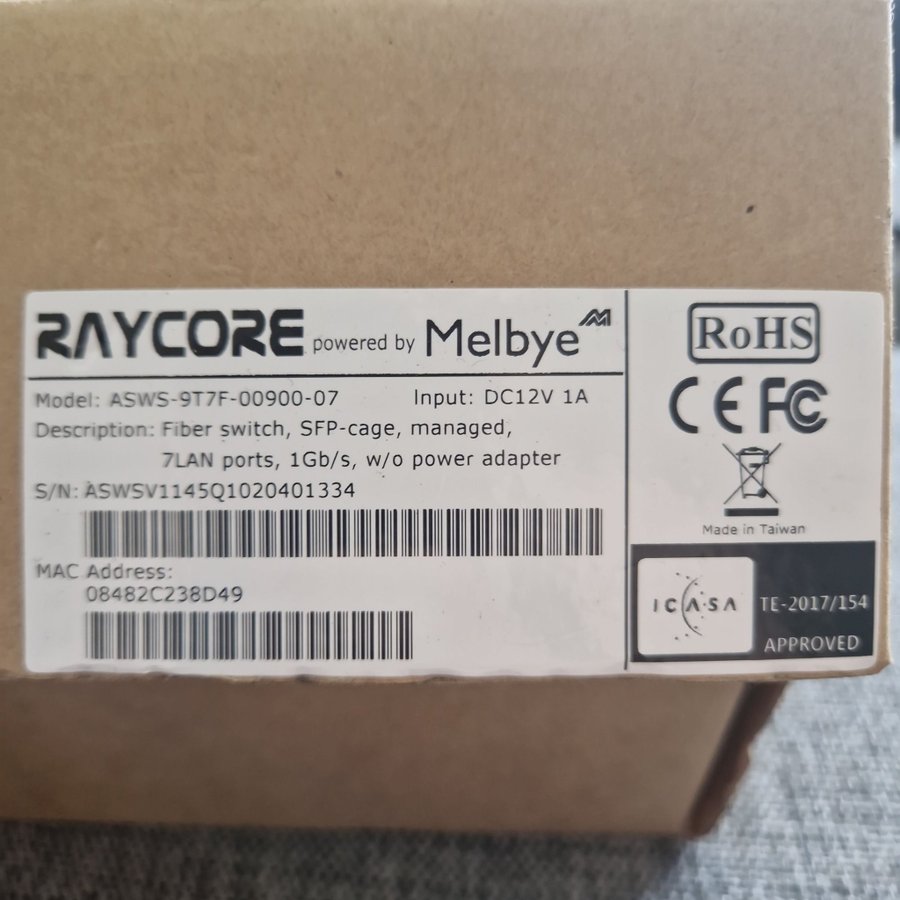 RAYCORE powered by Melbye
Model: ASWS-9T7F-00900-07 Input: DC12V 1A
Description: Fiber switch, SFP-cage, managed,
7LAN ports, 1Gb/s, w/o power adapter
S/N: ASWSV1145Q1020401334
MAC Address:
08482C238D49
RoHS
CE FC
Made in Taiwan
ICASA TE-2017/154
APPROVED